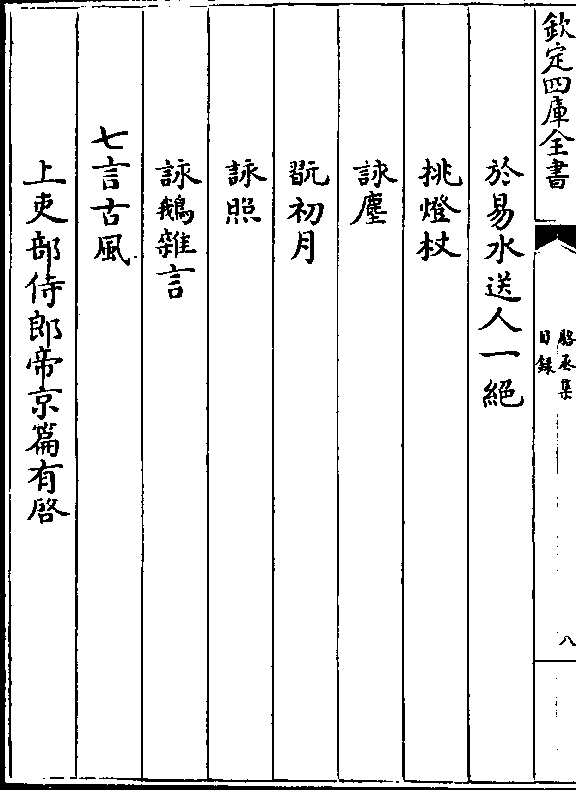 欽定四庫全書
駱丞集
目録
八
於易水送人一絕
挑燈杖
詠塵
翫初月
詠照
詠鵝雜言
七言古風
上吏部侍郎帝京篇有啓